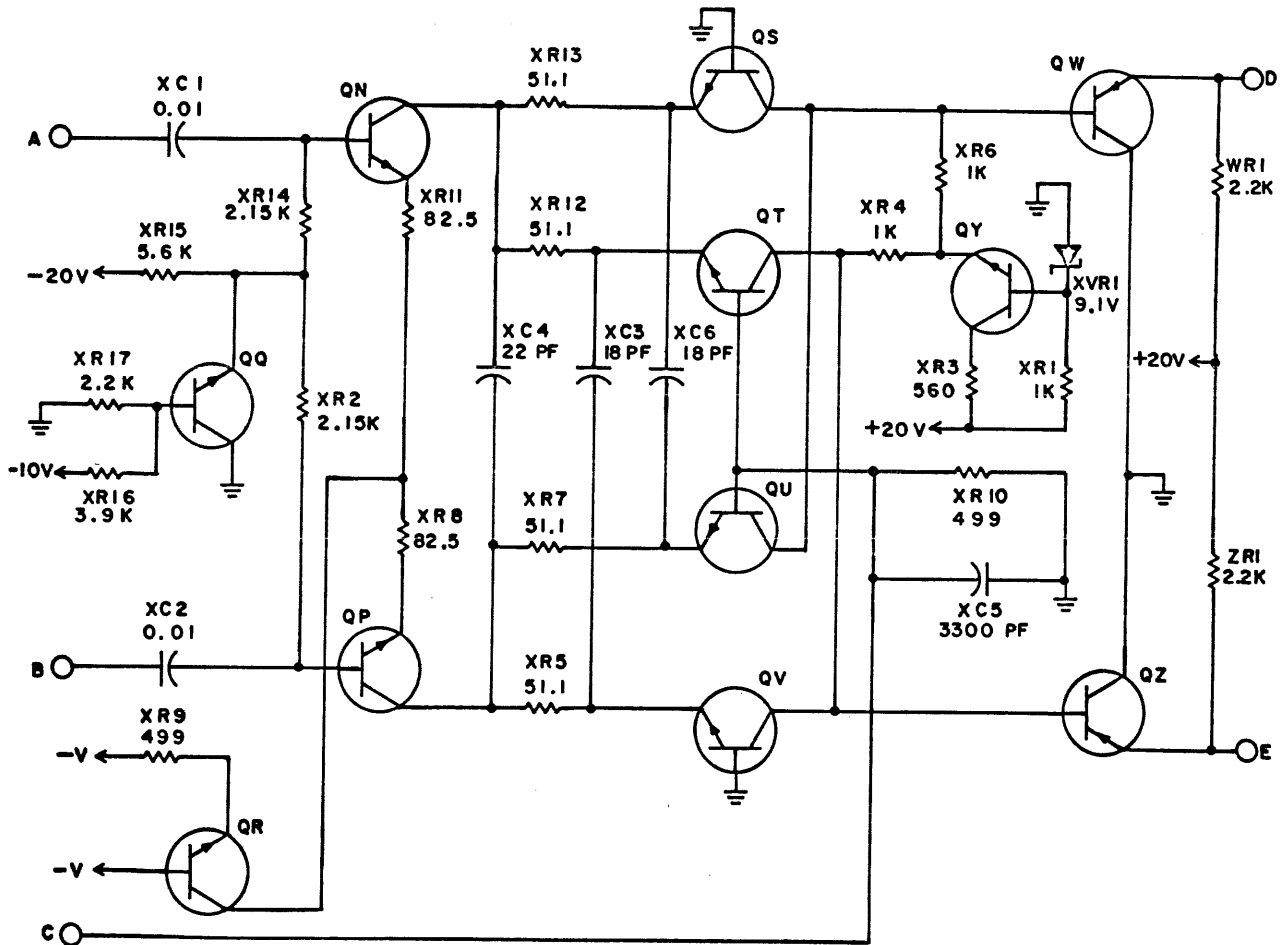 QS
XR13
51.1
QW
D
XC1
0.01
QN
A
XR6
1K
WR1
2.2K
XR14
2.15K
XR11
82.5
XR12
51.1
QT
XR4
1K
QY
XR15
5.6K
-20V
XVR1
9.1V
XC4
22 PF
XC3
18 PF
XC6
18 PF
XR17
2.2K
QQ
XR3
560
XR1
1K
+20V
XR2
2.15K
+20V
-10V
XR16
3.9K
XR8
82.5
XR7
51.1
QU
XR10
499
ZR1
2.2K
XC5
3300 PF
XC2
0.01
QP
B
XR5
51.1
QV
QZ
XR9
499
-V
E
QR
-V
C